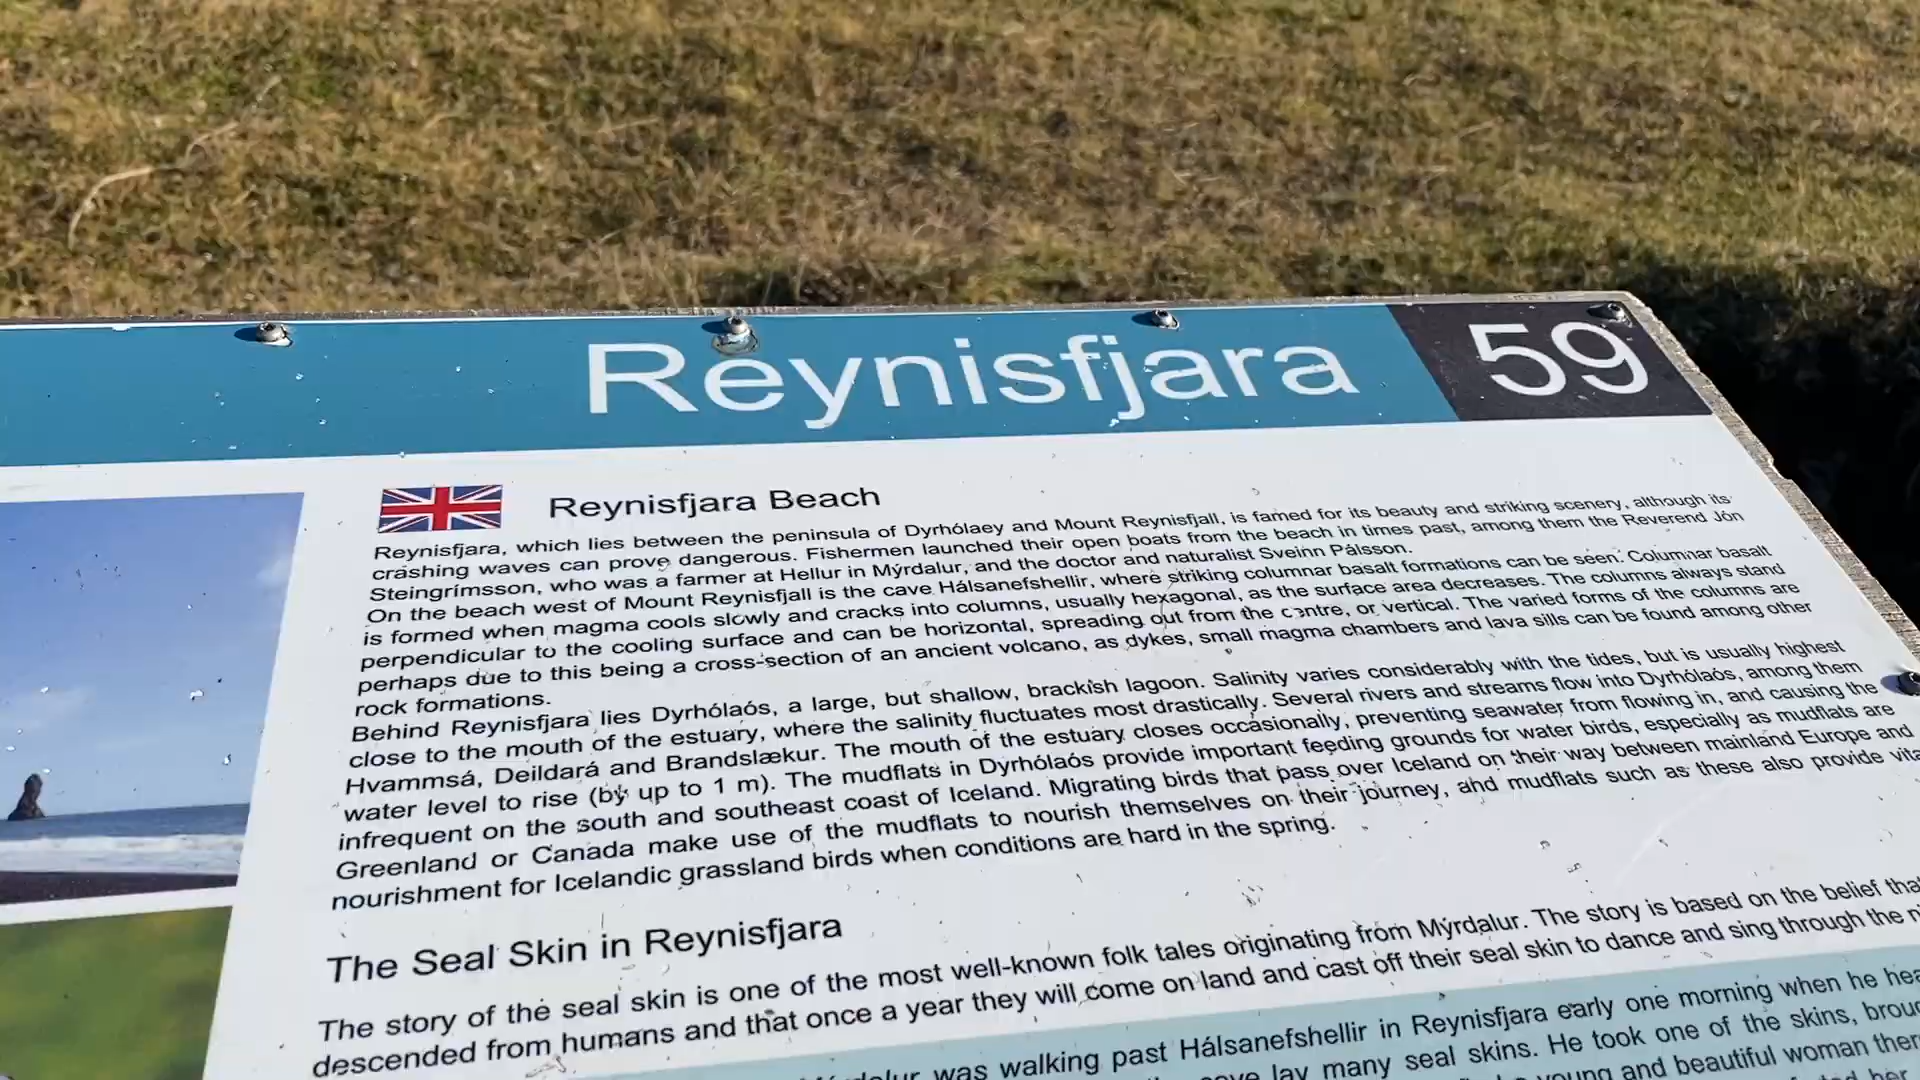 Reynisfjara 59
Reynisfjara Beach
Reynisfjara, which lies between the peninsula of Dyrhólaey and Mount Reynisfjall, is famed for its beauty and striking scenery, although its
crashing waves can prove dangerous. Fishermen launched their open boats from the beach in times past, among them the Reverend Jón
Steingrímsson, who was a farmer at Hellur in Mýrdalur, and the doctor and naturalist Sveinn Pálsson.
On the beach west of Mount Reynisfjall is the cave Hálsanefshellir, where striking columnar basalt formations can be seen. Columnar basalt
is formed when magma cools slowly and cracks into columns, usually hexagonal, as the surface area decreases. The columns always stand
perpendicular to the cooling surface and can be horizontal, spreading out from the centre, or vertical. The varied forms of the columns are
perhaps due to this being a cross-section of an ancient volcano, as dykes, small magma chambers and lava sills can be found among other
rock formations.
Behind Reynisfjara lies Dyrhólaós, a large, but shallow, brackish lagoon. Salinity varies considerably with the tides, but is usually highest
close to the mouth of the estuary, where the salinity fluctuates most drastically. Several rivers and streams flow into Dyrhólaós, among them
Hvammsá, Deildará and Brandslækur. The mouth of the estuary closes occasionally, preventing seawater from flowing in, and causing the
water level to rise (by up to 1 m). The mudflats in Dyrhólaós provide important feeding grounds for water birds, especially as mudflats are
infrequent on the south and southeast coast of Iceland. Migrating birds that pass over Iceland on their way between mainland Europe and
Greenland or Canada make use of the mudflats to nourish themselves on their journey, and mudflats such as these also provide
nourishment for Icelandic grassland birds when conditions are hard in the spring.
The Seal Skin in Reynisfjara
The story of the seal skin is one of the most well-known folk tales originating from Mýrdalur. The story is based on the belief
descended from humans and that once a year they will come on land and cast off their seal skin to dance and sing through the
was walking past Hálsanefshellir in Reynisfjara early one morning when he
cave lay many seal skins. He took one of the skins,
young and beautiful woman
her